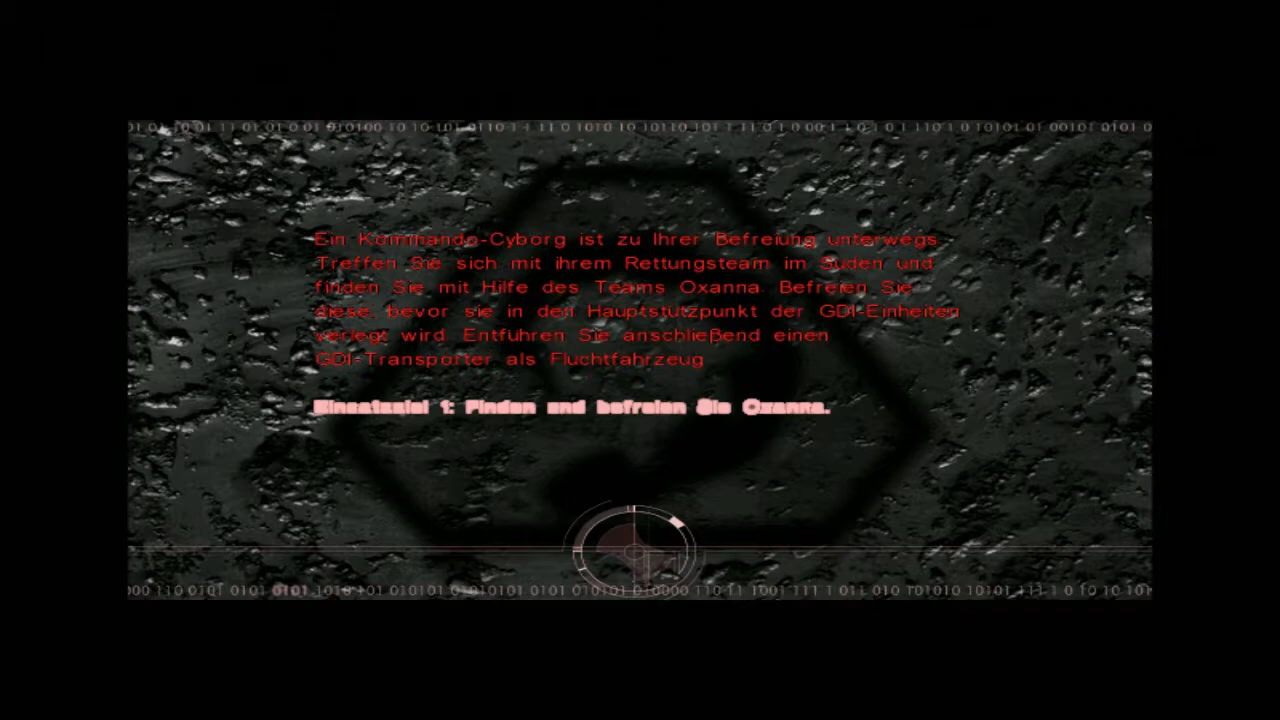 Ein Kommando-Cyborg ist zu Ihrer Befreiung unterwegs.
Treffen Sie sich mit ihrem Rettungsteam im Süden und
finden Sie mit Hilfe des Teams Oxanna. Befreien Sie
diese, bevor sie in den Hauptstützpunkt der GDI-Einheiten
verlegt wird. Entführen Sie anschließend einen
GDI-Transporter als Fluchtfahrzeug
Einsatzziel 1: Finden und befreien Sie Oxanna.